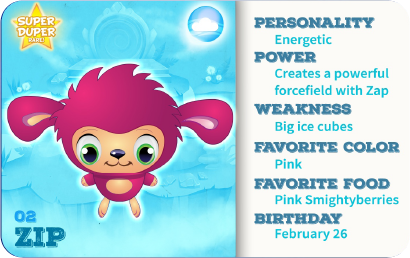 SUPER
DUPER
RARE
02
ZIP
PERSONALITY
Energetic
POWER
Creates a powerful
forcefield with Zap
WEAKNESS
Big ice cubes
FAVORITE COLOR
Pink
FAVORITE FOOD
Pink Smightyberries
BIRTHDAY
February 26